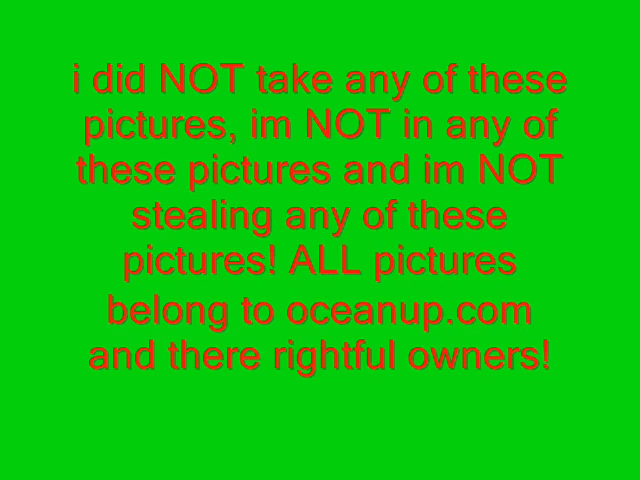 i did NOT take any of these
pictures, im NOT in any of
these pictures and im NOT
stealing any of these
pictures! ALL pictures
belong to oceanup.com
and there rightful owners!